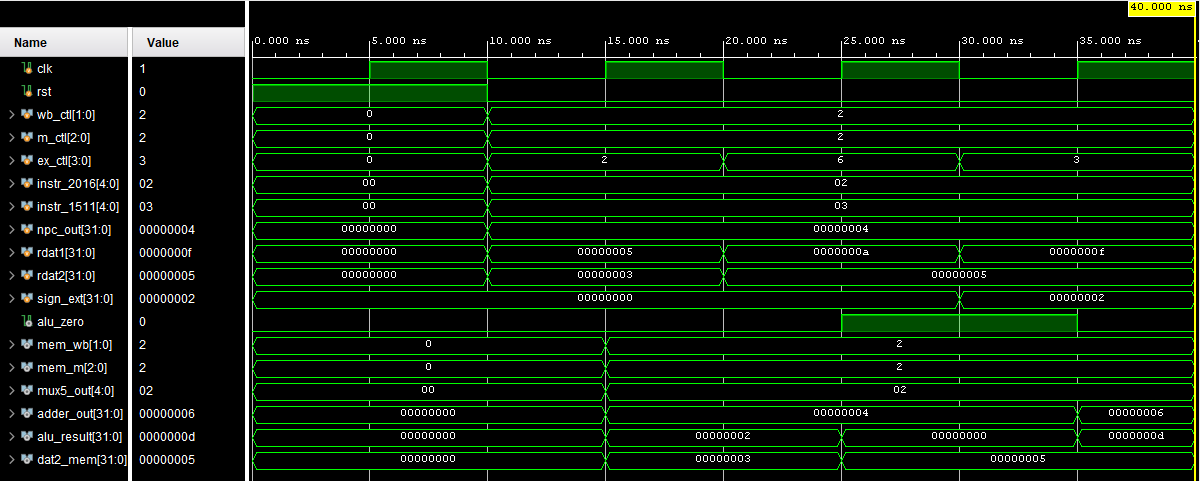 40.000 ns
Name Value
0.000 ns 5.000 ns 10.000 ns 15.000 ns 20.000 ns 25.000 ns 30.000 ns 35.000 ns
clk 1
rst 0
wb_ctl[1:0] 2 0 2
m_ctl[2:0] 2 0 2
ex_ctl[3:0] 3 0 2 6 3
instr_2016[4:0] 02 00 02
instr_1511[4:0] 03 00 03
npc_out[31:0] 00000004 00000000 00000004
rdat1[31:0] 0000000f 00000000 00000005 0000000a 0000000f
rdat2[31:0] 00000005 00000000 00000003 00000005
sign_ext[31:0] 00000002 00000000 00000002
alu_zero 0
mem_wb[1:0] 2 0 2
mem_m[2:0] 2 0 2
mux5_out[4:0] 02 00 02
adder_out[31:0] 00000006 00000000 00000004 00000006
alu_result[31:0] 0000000d 00000000 00000002 00000000 0000000d
dat2_mem[31:0] 00000005 00000000 00000003 00000005